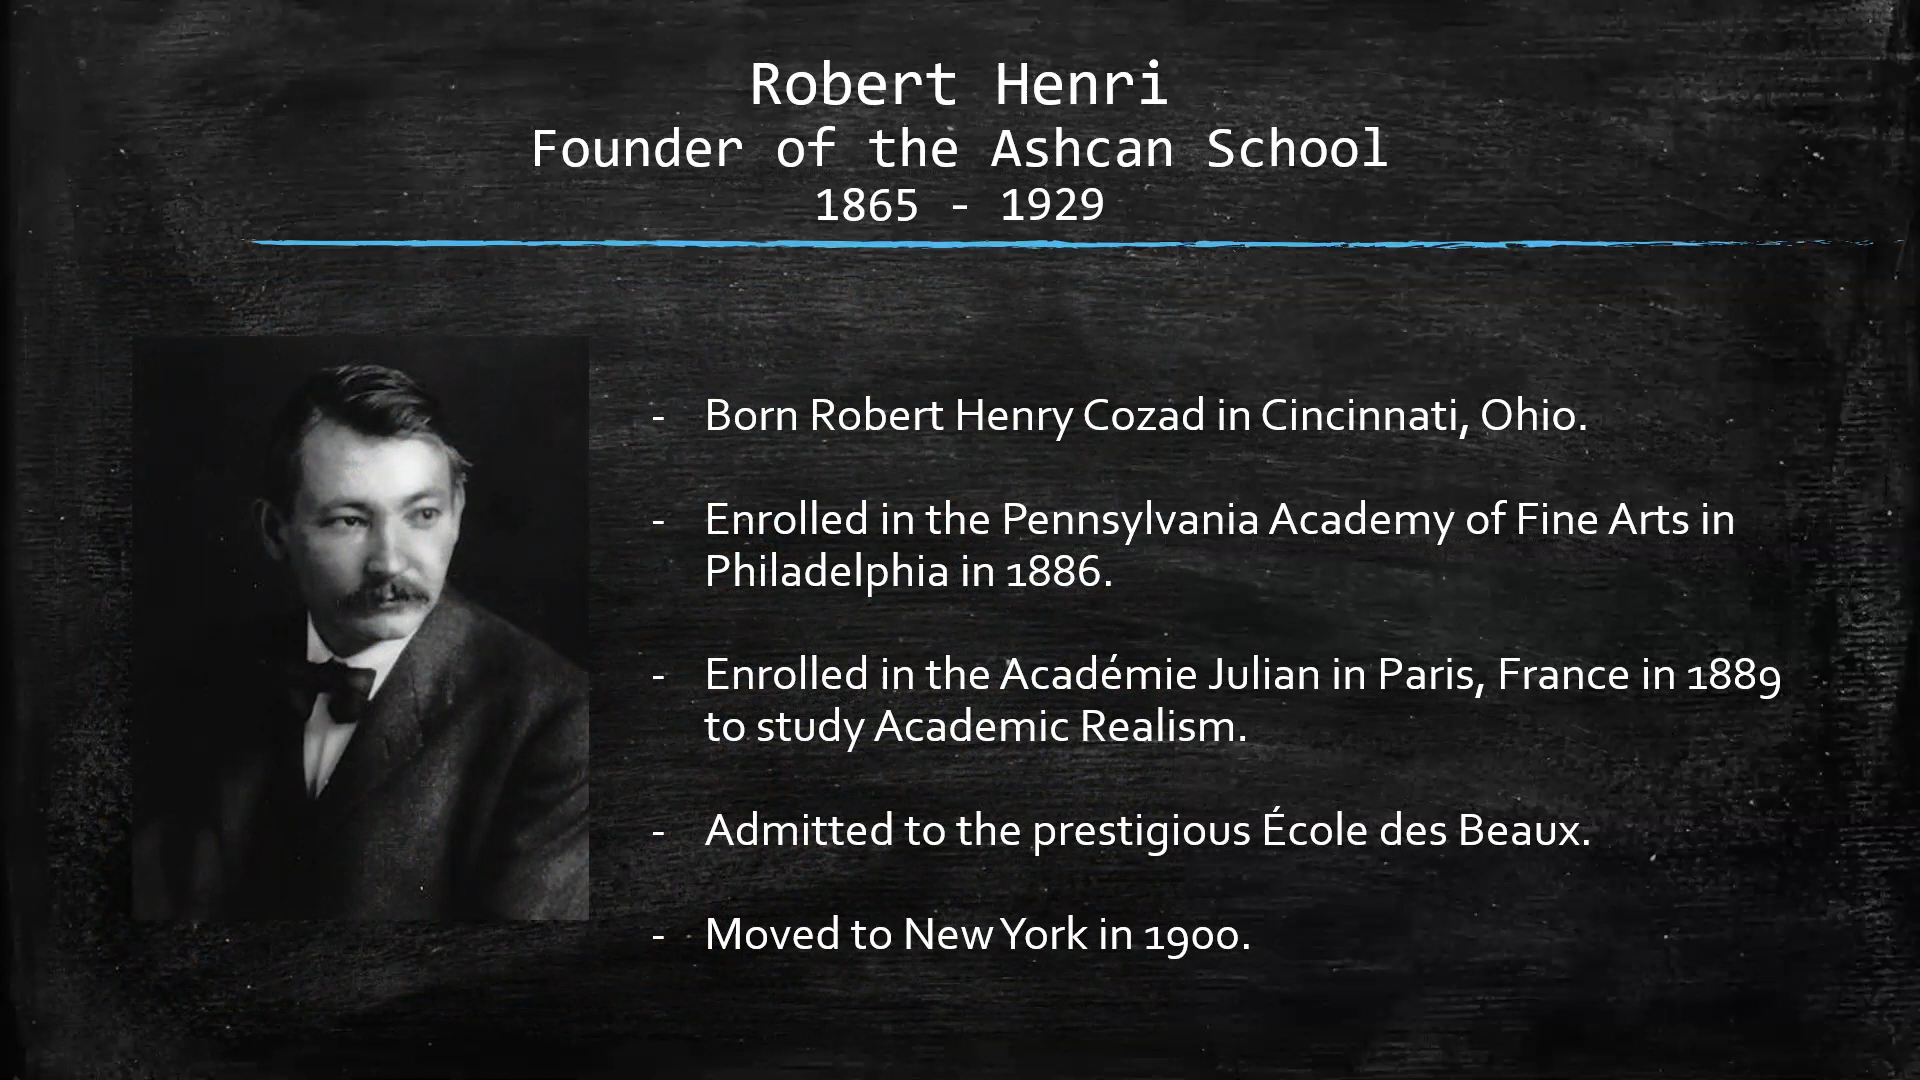 Robert Henri
Founder of the Ashcan School
1865 - 1929
- Born Robert Henry Cozad in Cincinnati, Ohio.
- Enrolled in the Pennsylvania Academy of Fine Arts in
Philadelphia in 1886.
- Enrolled in the Académie Julian in Paris, France in 1889
to study Academic Realism.
- Admitted to the prestigious École des Beaux.
- Moved to New York in 1900.